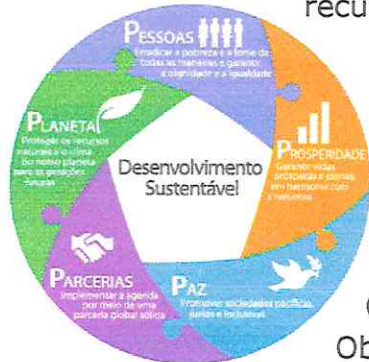 recu
PESSOAS
Erradicar a pobreza e a fome de
todas as maneiras e garantir
a dignidade e a igualdade
PLANETA
Proteger os recursos
naturais e o clima
do nosso planeta
para as gerações
futuras
Desenvolvimento
Sustentável
PROSPERIDADE
Garantir vidas
prósperas e plenas,
em harmonia com
a natureza
PARCERIAS
Implementar a agenda
por meio de uma
parceria global sólida
PAZ
Promover sociedades pacíficas,
justas e inclusivas
Ob